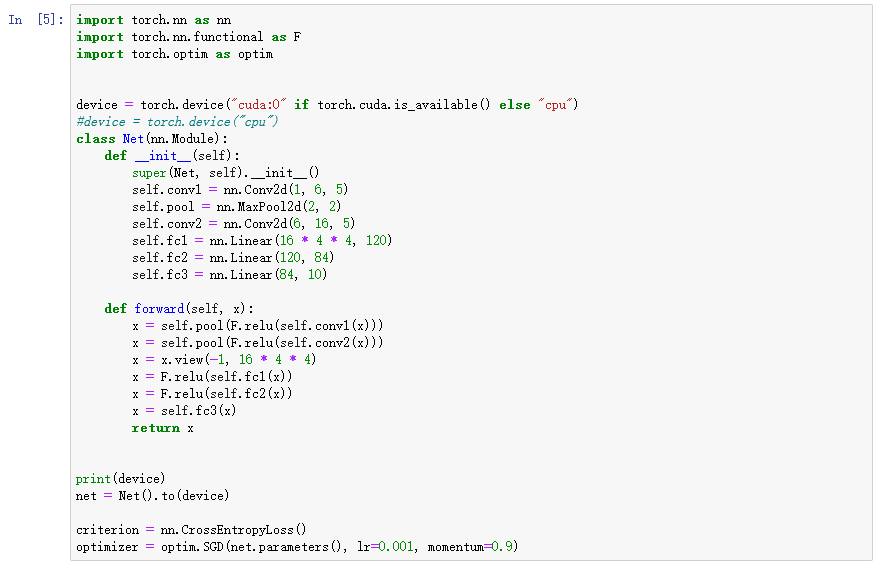 In [5]:
import torch.nn as nn
import torch.nn.functional as F
import torch.optim as optim
device = torch.device("cuda:0" if torch.cuda.is_available() else "cpu")
#device = torch.device("cpu")
class Net(nn.Module):
    def __init__(self):
        super(Net, self).__init__()
        self.conv1 = nn.Conv2d(1, 6, 5)
        self.pool = nn.MaxPool2d(2, 2)
        self.conv2 = nn.Conv2d(6, 16, 5)
        self.fc1 = nn.Linear(16 * 4 * 4, 120)
        self.fc2 = nn.Linear(120, 84)
        self.fc3 = nn.Linear(84, 10)
    def forward(self, x):
        x = self.pool(F.relu(self.conv1(x)))
        x = self.pool(F.relu(self.conv2(x)))
        x = x.view(-1, 16 * 4 * 4)
        x = F.relu(self.fc1(x))
        x = F.relu(self.fc2(x))
        x = self.fc3(x)
        return x
print(device)
net = Net().to(device)
criterion = nn.CrossEntropyLoss()
optimizer = optim.SGD(net.parameters(), lr=0.001, momentum=0.9)